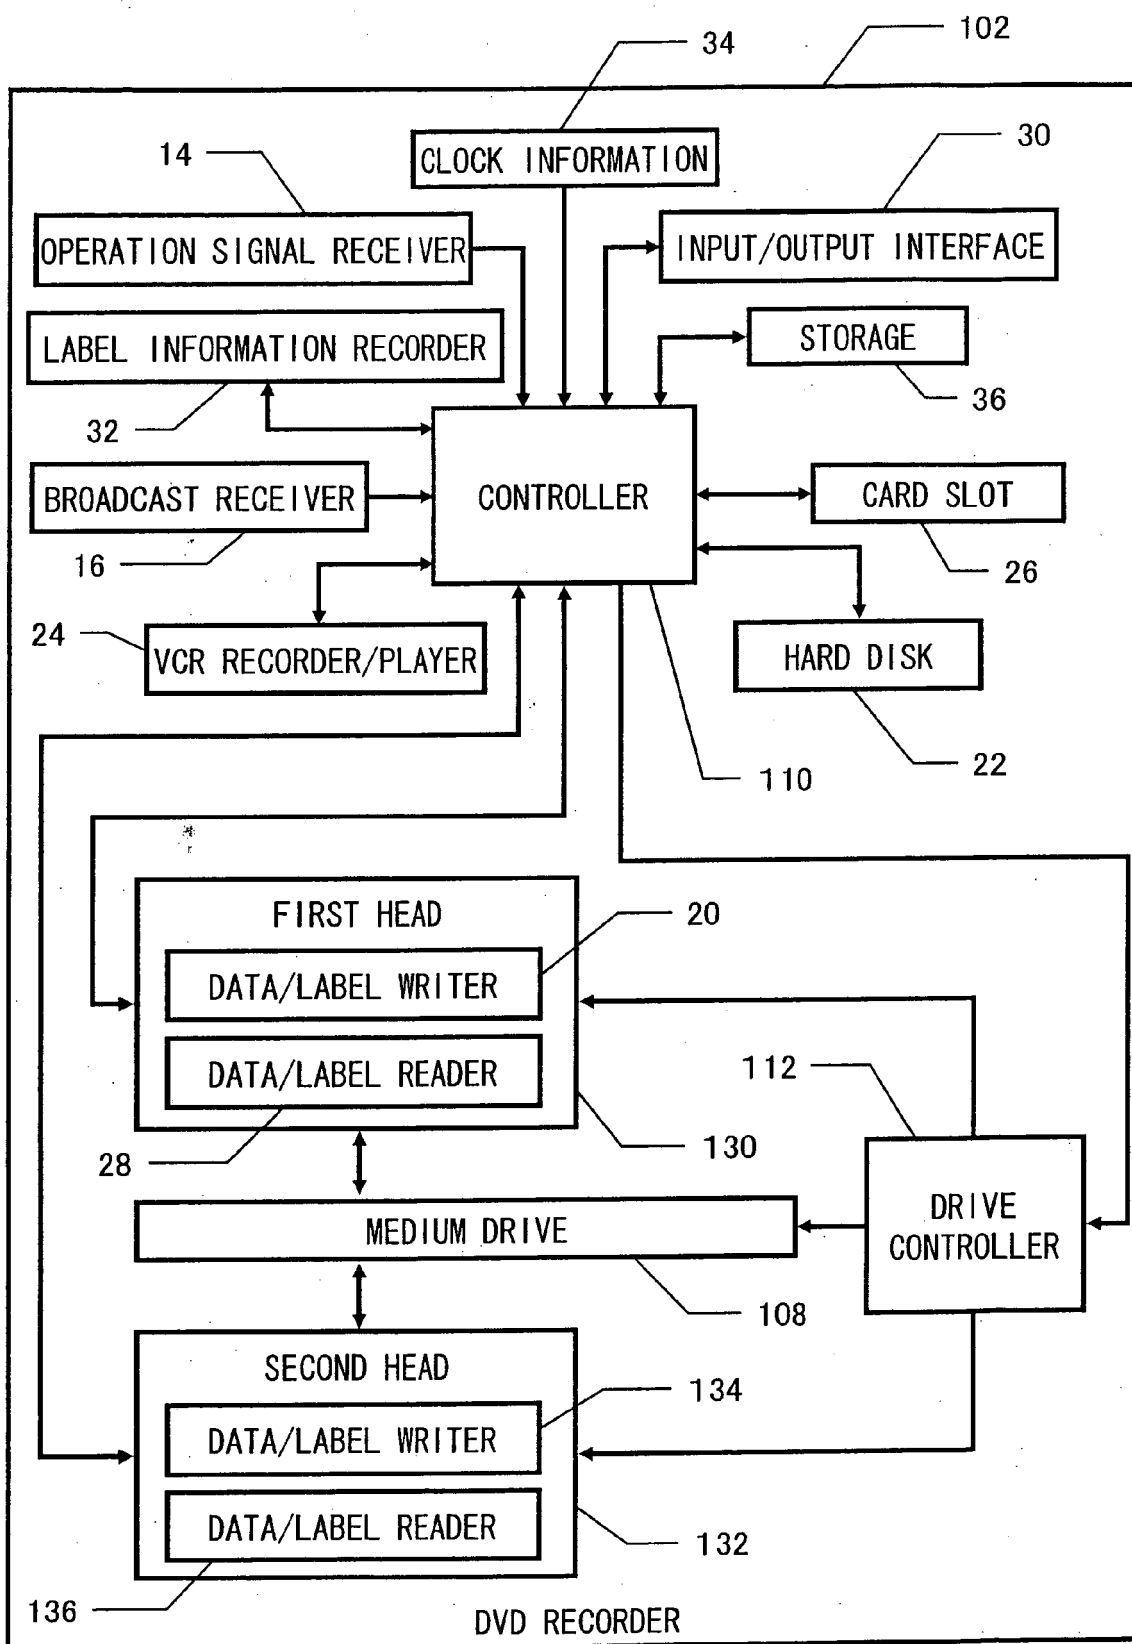 102
34
CLOCK INFORMATION
30
14
OPERATION SIGNAL RECEIVER
INPUT/OUTPUT INTERFACE
LABEL INFORMATION RECORDER
STORAGE
32
36
BROADCAST RECEIVER
CONTROLLER
CARD SLOT
16
26
24
VCR RECORDER/PLAYER
HARD DISK
110
22
FIRST HEAD
20
DATA/LABEL WRITER
DATA/LABEL READER
112
28
130
MEDIUM DRIVE
DRIVE
CONTROLLER
108
SECOND HEAD
134
DATA/LABEL WRITER
DATA/LABEL READER
132
136
DVD RECORDER